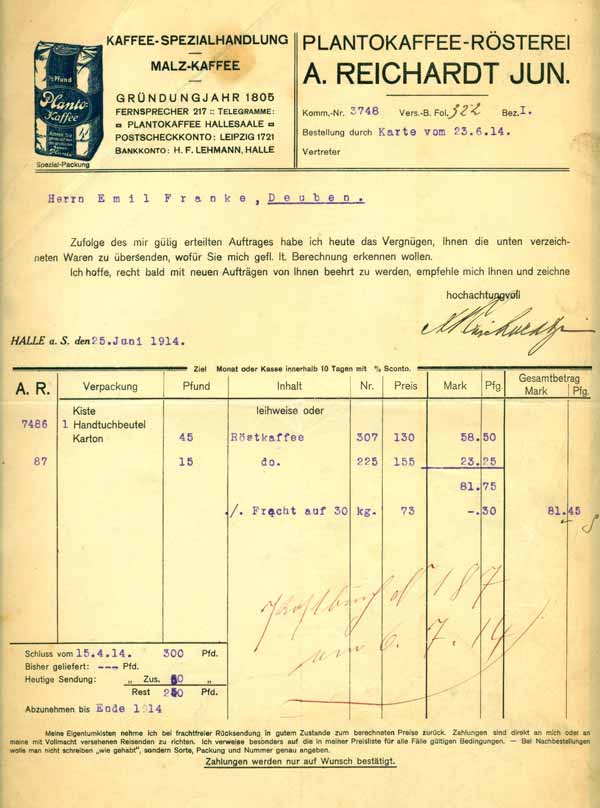 KAFFEE-SPEZIALHANDLUNG
MALZ-KAFFEE
GRÜNDUNGJAHR 1805
FERNSPRECHER 217 :: TELEGRAMME:
PLANTOKAFFEE HALLESAALE
POSTSCHECKKONTO: LEIPZIG 1721
BANKKONTO: H. F. LEHMANN, HALLE
½ Pfund
Planto-
Kaffee
Spezial-Packung
PLANTOKAFFEE-RÖSTEREI
A. REICHARDT JUN.
Komm.-Nr. 3748 Vers.-B. Fol. 322 Bez. I.
Bestellung durch Karte vom 23.6.14.
Vertreter
Herrn Emil Franke, Deuben.
Zufolge des mir gütig erteilten Auftrages habe ich heute das Vergnügen, Ihnen die unten verzeich-
neten Waren zu übersenden, wofür Sie mich gefl. lt. Berechnung erkennen wollen.
Ich hoffe, recht bald mit neuen Aufträgen von Ihnen beehrt zu werden, empfehle mich Ihnen und zeichne
hochachtungvoll
HALLE a. S. den 25. Juni 1914.
Ziel Monat oder Kasse innerhalb 10 Tagen mit % Sconto.
A. R. Verpackung Pfund Inhalt Nr. Preis Mark Pfg. Gesamtbetrag Mark Pfg.
Kiste leihweise oder
7486 1 Handtuchbeutel
Karton 45 Röstkaffee 307 130 58.50
87 15 do. 225 155 23.25
81.75
./. Fracht auf 30 kg. 73 -.30 81.45
187
am 6.7.14
Schluss vom 15.4.14. 300 Pfd.
Bisher geliefert: --- Pfd.
Heutige Sendung: „ Zus. 60 „
Rest 240 Pfd.
Abzunehmen bis Ende 1914
Meine Eigentumkisten nehme ich bei frachtfreier Rücksendung in gutem Zustande zum berechneten Preise zurück. Zahlungen sind direkt an mich oder an
meine mit Vollmacht versehenen Reisenden zu richten. Ich verweise besonders auf die in meiner Preisliste für alle Fälle gültigen Bedingungen. — Bei Nachbestellungen
wolle man nicht schreiben „wie gehabt", sondern Sorte, Packung und Nummer genau angeben.
Zahlungen werden nur auf Wunsch bestätigt.